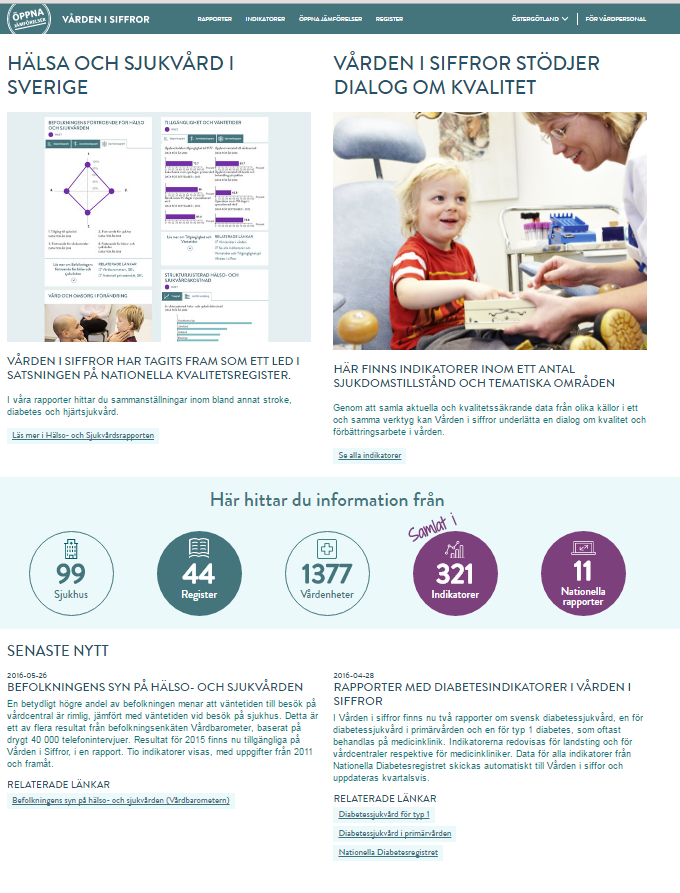 ÖPPNA
JÄMFÖRELSER
VÅRDEN I SIFFROR
RAPPORTER
INDIKATORER
ÖPPNA JÄMFÖRELSER
REGISTER
ÖSTERGÖTLAND
FÖR VÅRDPERSONAL
HÄLSA OCH SJUKVÅRD I
SVERIGE
BEFOLKNINGENS FÖRTROENDE FÖR HÄLSO
OCH SJUKVÅRDEN
TILLGÄNGLIGHET OCH VÄNTETIDER
RELATERADE LÄNKAR
RELATERADE LÄNKAR
STRUKTURJUSTERAD HÄLSO- OCH
SJUKVÅRDSKOSTNAD
VÅRD OCH OMSORG I FÖRÄNDRING
VÅRDEN I SIFFROR HAR TAGITS FRAM SOM ETT LED I
SATSNINGEN PÅ NATIONELLA KVALITETSREGISTER.
I våra rapporter hittar du sammanställningar inom bland annat stroke,
diabetes och hjärtsjukvård.
Läs mer i Hälso- och Sjukvårdsrapporten
VÅRDEN I SIFFROR STÖDJER
DIALOG OM KVALITET
HÄR FINNS INDIKATORER INOM ETT ANTAL
SJUKDOMSTILLSTÅND OCH TEMATISKA OMRÅDEN
Genom att samla aktuella och kvalitetssäkrande data från olika källor i ett
och samma verktyg kan Vården i siffror underlätta en dialog om kvalitet och
förbättringsarbete i vården.
Se alla indikatorer
Här hittar du information från
Samlat i
99
Sjukhus
44
Register
1377
Vårdenheter
321
Indikatorer
11
Nationella
rapporter
SENASTE NYTT
2016-05-26
BEFOLKNINGENS SYN PÅ HÄLSO- OCH SJUKVÅRDEN
En betydligt högre andel av befolkningen menar att väntetiden till besök på
vårdcentral är rimlig, jämfört med väntetiden vid besök på sjukhus. Detta är
ett av flera resultat från befolkningsenkäten Vårdbarometer, baserat på
drygt 40 000 telefonintervjuer. Resultat för 2015 finns nu tillgängliga på
Vården i Siffror, i en rapport. Tio indikatorer visas, med uppgifter från 2011
och framåt.
RELATERADE LÄNKAR
Befolkningens syn på hälso- och sjukvården (Vårdbarometern)
2016-04-28
RAPPORTER MED DIABETESINDIKATORER I VÅRDEN I
SIFFROR
I Vården i siffror finns nu två rapporter om svensk diabetessjukvård, en för
diabetessjukvård i primärvården och en för typ 1 diabetes, som oftast
behandlas på medicinklinik. Indikatorerna redovisas för landsting och för
vårdcentraler respektive för medicinkliniker. Data för alla indikatorer från
Nationella Diabetesregistret skickas automatiskt till Vården i siffor och
uppdateras kvartalsvis.
RELATERADE LÄNKAR
Diabetessjukvård för typ 1
Diabetessjukvård i primärvården
Nationella Diabetesregistret